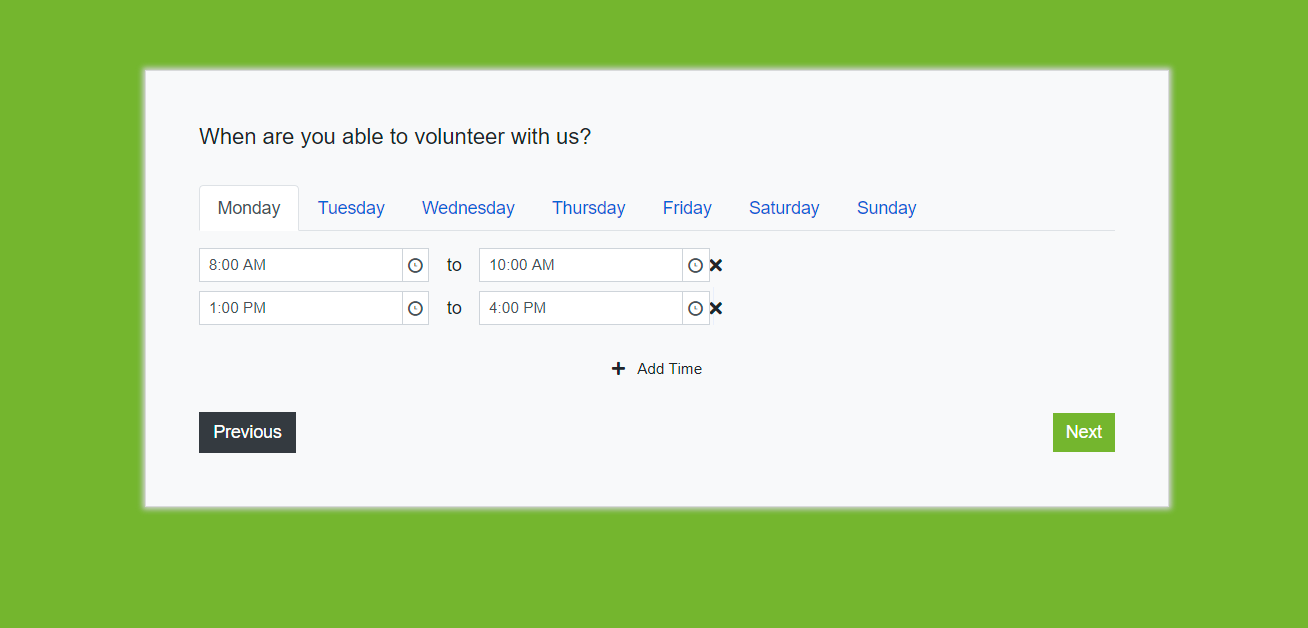 When are you able to volunteer with us?
Monday Tuesday Wednesday Thursday Friday Saturday Sunday
8:00 AM to 10:00 AM
1:00 PM to 4:00 PM
Add Time
Previous Next